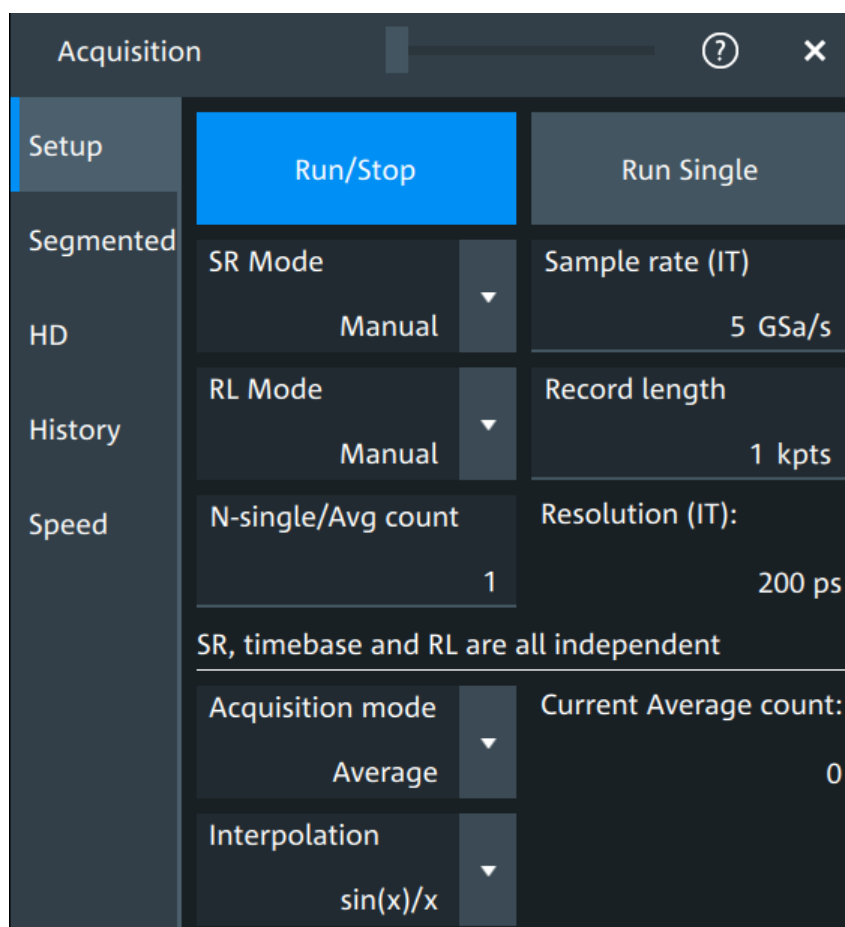 Acquisition
?
Setup
Segmented
HD
History
Speed
Run/Stop
Run Single
SR Mode
Manual
Sample rate (IT)
5 GSa/s
RL Mode
Manual
Record length
1 kpts
N-single/Avg count
1
Resolution (IT):
200 ps
SR, timebase and RL are all independent
Acquisition mode
Average
Current Average count:
0
Interpolation
sin(x)/x